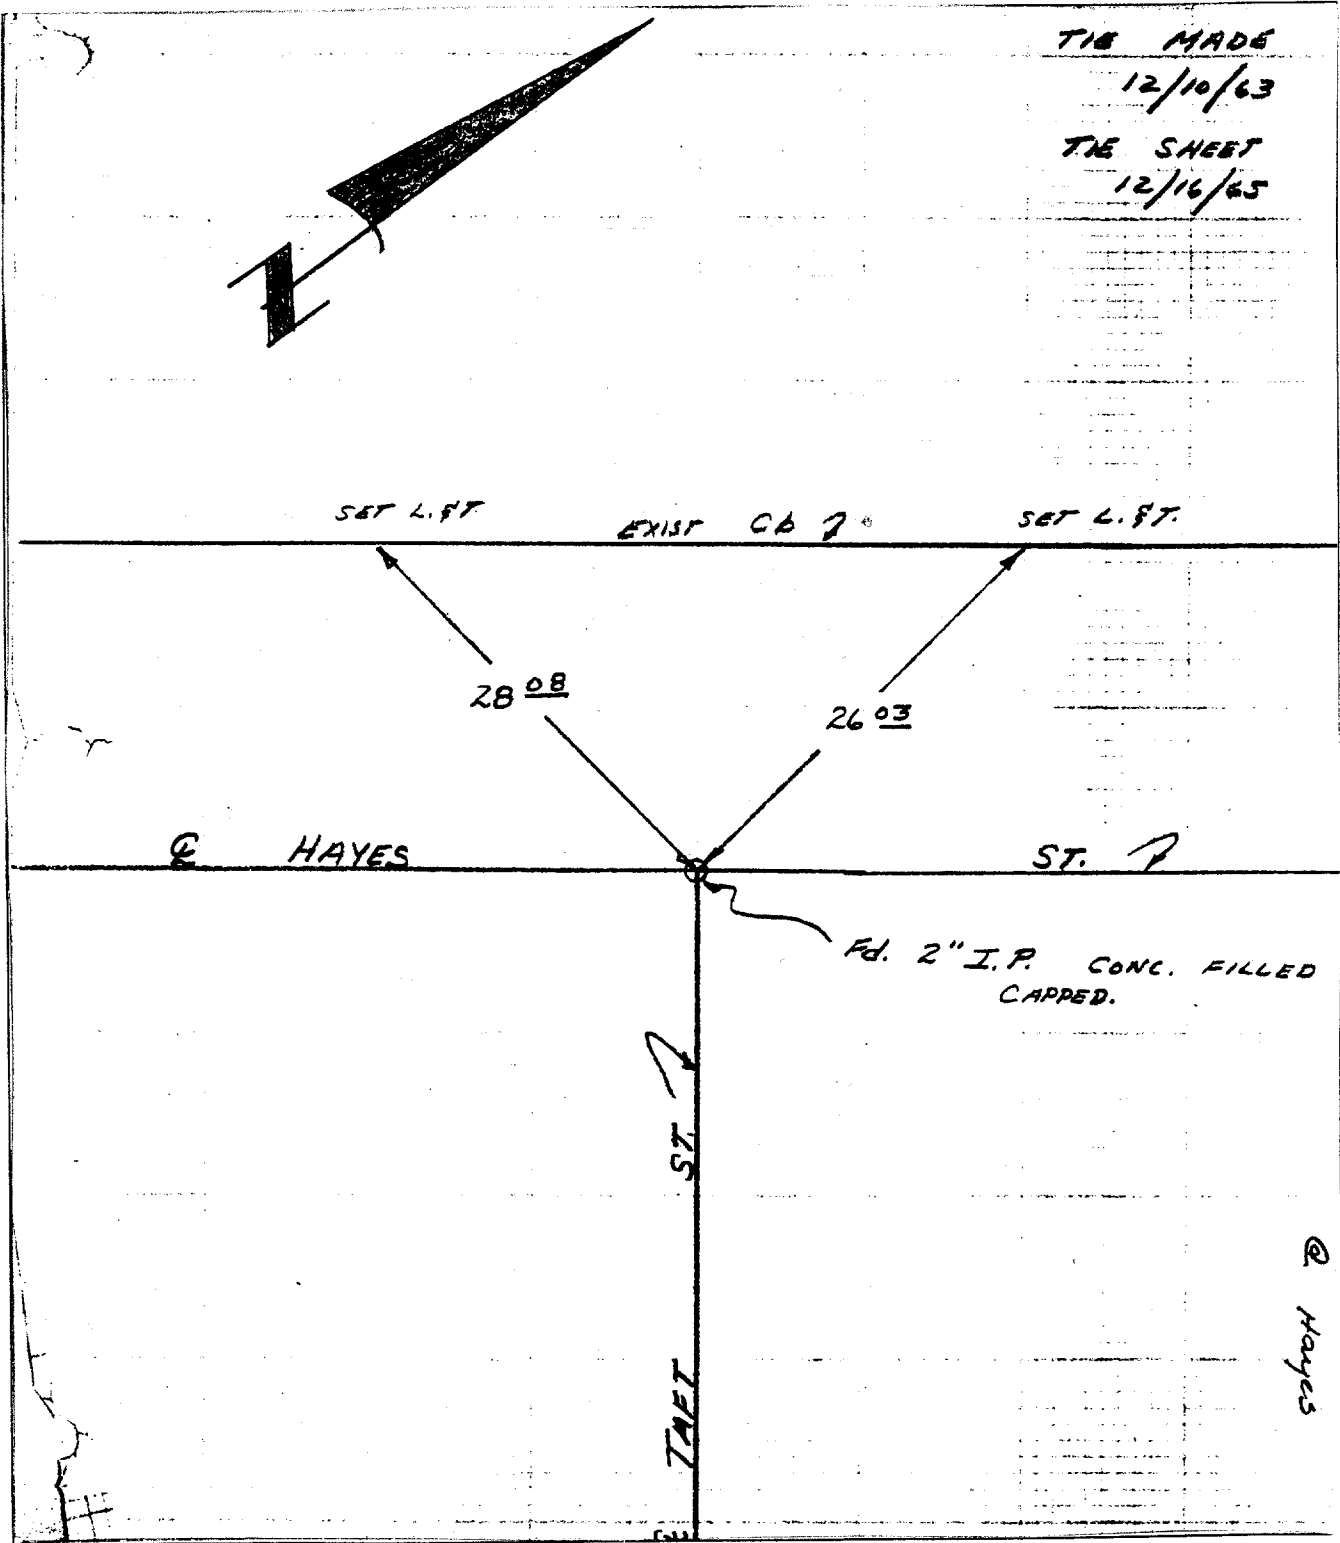 TIE MADE
12/10/63
TIE SHEET
12/16/65
N
SET L.&T.
EXIST Cb
SET L.&T.
28 08
26 03
℄ HAYES ST.
Fd. 2" I.P. CONC. FILLED
CAPPED.
TAFT ST.
@ Hayes